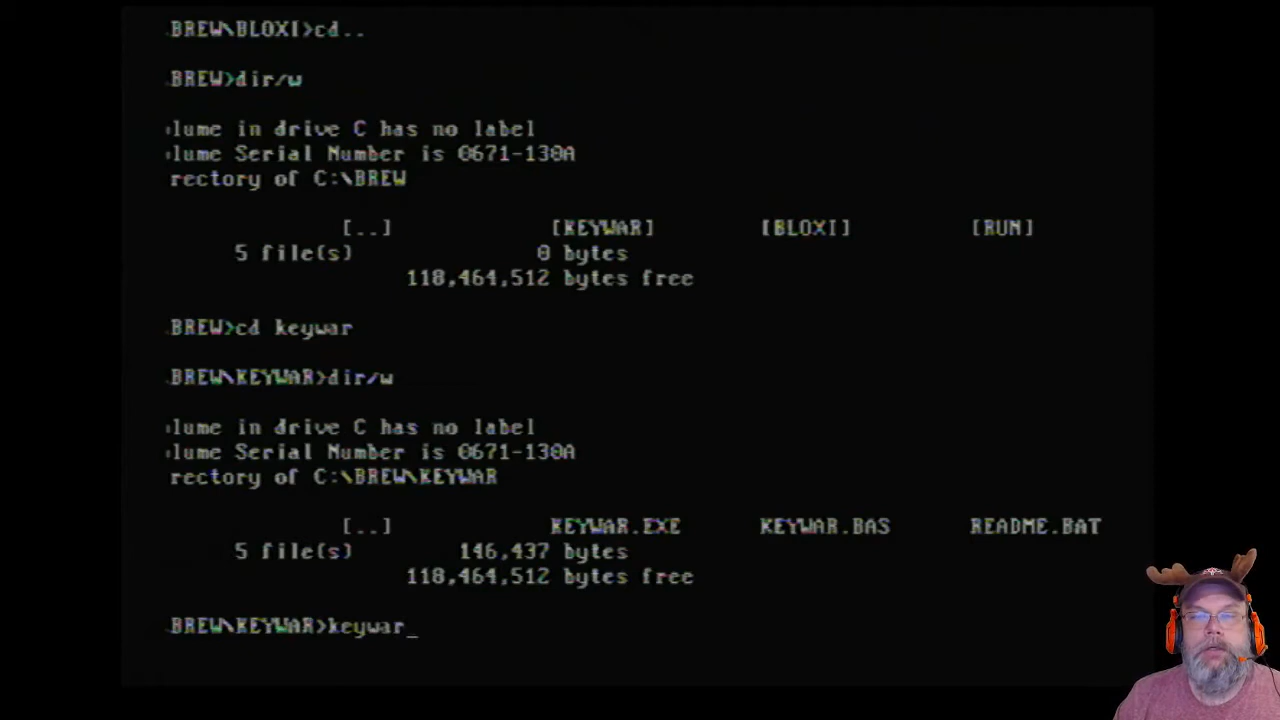 BREW\BLOXI>cd..
BREW>dir/w
lume in drive C has no label
lume Serial Number is 0671-130A
rectory of C:\BREW
[..] [KEYWAR] [BLOXI] [RUN]
5 file(s) 0 bytes
118,464,512 bytes free
BREW>cd keywar
BREW\KEYWAR>dir/w
lume in drive C has no label
lume Serial Number is 0671-130A
rectory of C:\BREW\KEYWAR
[..] KEYWAR.EXE KEYWAR.BAS README.BAT
5 file(s) 146,437 bytes
118,464,512 bytes free
BREW\KEYWAR>keywar_